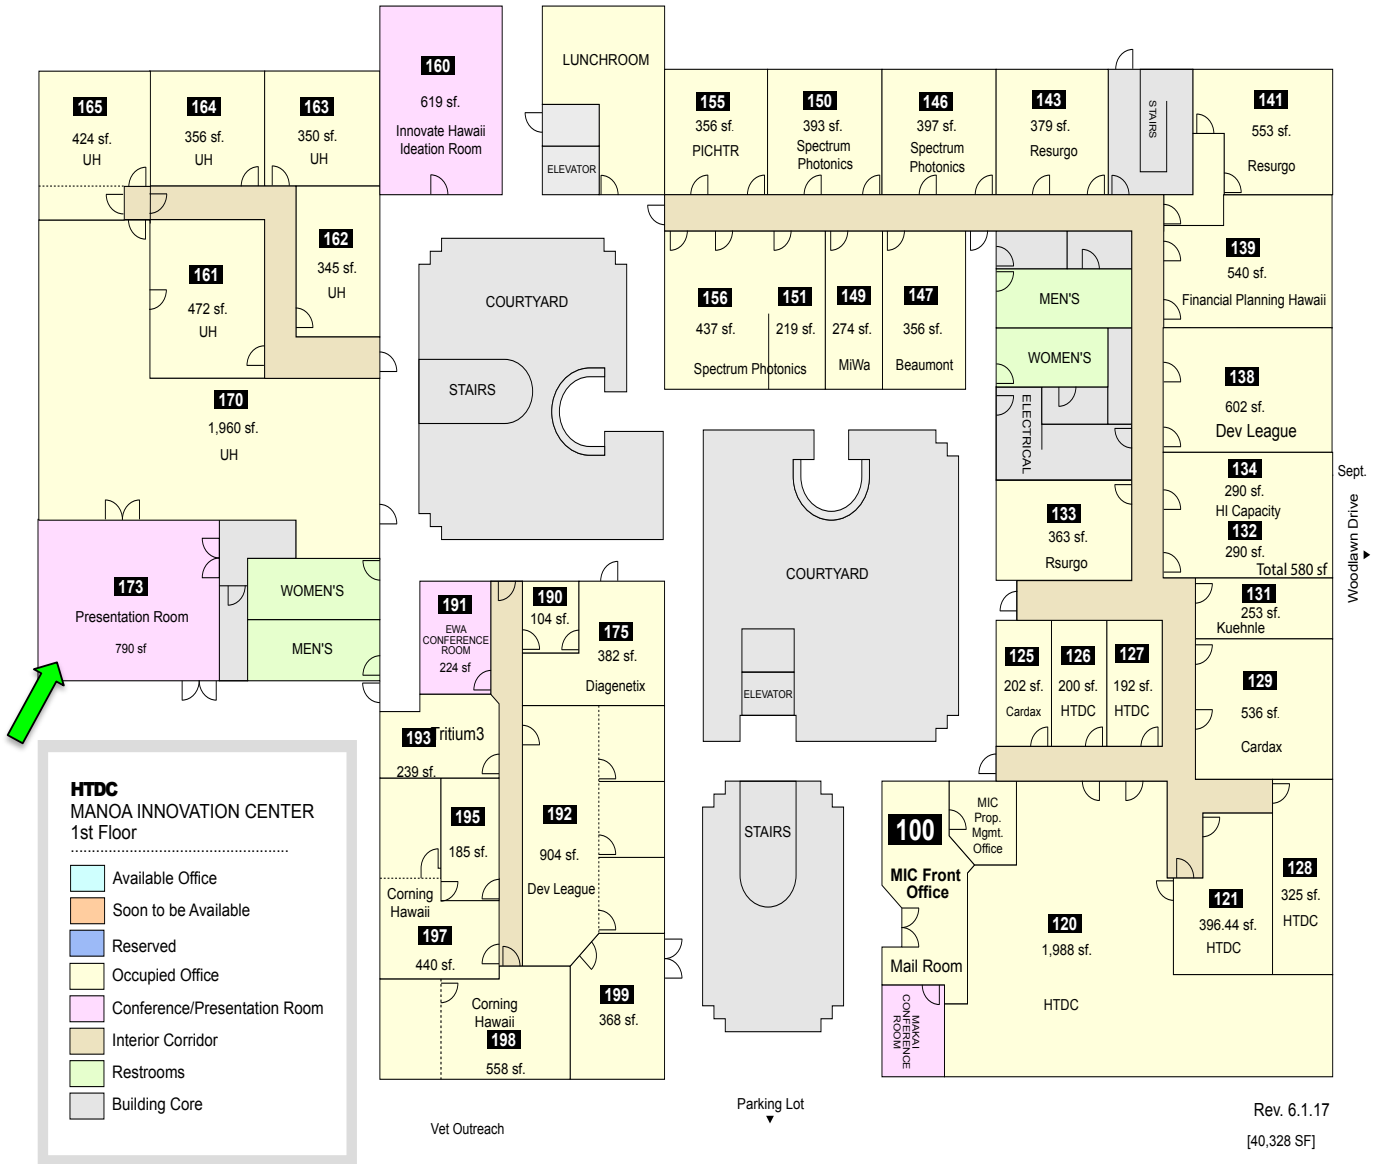 160
619 sf.
Innovate Hawaii
Ideation Room
LUNCHROOM
ELEVATOR
165
424 sf.
UH
164
356 sf.
UH
163
350 sf.
UH
155
356 sf.
PICHTR
150
393 sf.
Spectrum
Photonics
146
397 sf.
Spectrum
Photonics
143
379 sf.
Resurgo
STAIRS
141
553 sf.
Resurgo
162
345 sf.
UH
161
472 sf.
UH
170
1,960 sf.
UH
COURTYARD
STAIRS
156
437 sf.
151
219 sf.
Spectrum Photonics
149
274 sf.
MiWa
147
356 sf.
Beaumont
MEN'S
WOMEN'S
ELECTRICAL
139
540 sf.
Financial Planning Hawaii
138
602 sf.
Dev League
134
290 sf.
HI Capacity
132
290 sf.
Total 580 sf
Sept.
Woodlawn Drive
133
363 sf.
Rsurgo
131
253 sf.
Kuehnle
173
Presentation Room
790 sf
WOMEN'S
MEN'S
191
EWA
CONFERENCE
ROOM
224 sf
190
104 sf.
175
382 sf.
Diagenetix
COURTYARD
ELEVATOR
125
202 sf.
Cardax
126
200 sf.
HTDC
127
192 sf.
HTDC
129
536 sf.
Cardax
193
Tritium3
239 sf.
195
185 sf.
192
904 sf.
Dev League
Corning
Hawaii
197
440 sf.
Corning
Hawaii
198
558 sf.
199
368 sf.
STAIRS
100
MIC Front
Office
MIC
Prop.
Mgmt.
Office
Mail Room
MAKAI
CONFERENCE
ROOM
120
1,988 sf.
HTDC
121
396.44 sf.
HTDC
128
325 sf.
HTDC
HTDC
MANOA INNOVATION CENTER
1st Floor
Available Office
Soon to be Available
Reserved
Occupied Office
Conference/Presentation Room
Interior Corridor
Restrooms
Building Core
Vet Outreach
Parking Lot
Rev. 6.1.17
[40,328 SF]